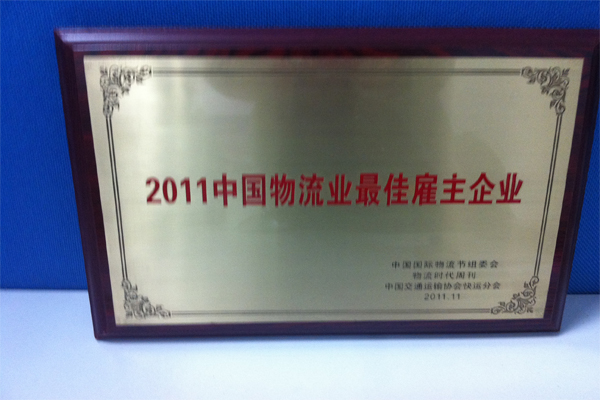 2011中国物流业最佳雇主企业
中国国际物流节组委会
物流时代周刊
中国交通运输协会快运分会
2011.11